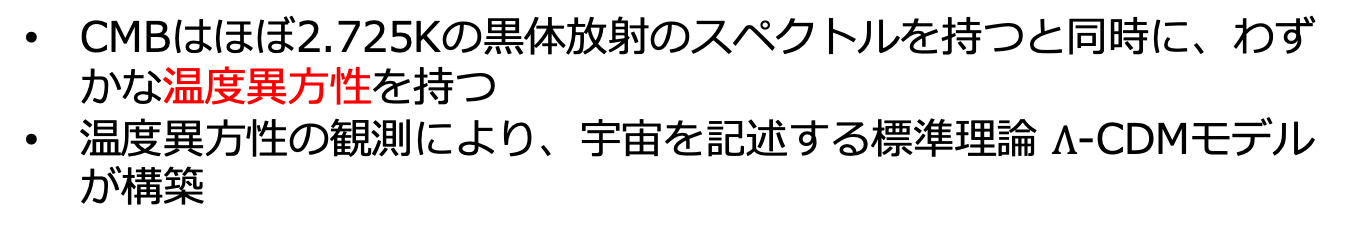 • CMBはほぼ2.725Kの黒体放射のスペクトルを持つと同時に、わず
かな温度異方性を持つ
• 温度異方性の観測により、宇宙を記述する標準理論 Λ-CDMモデル
が構築